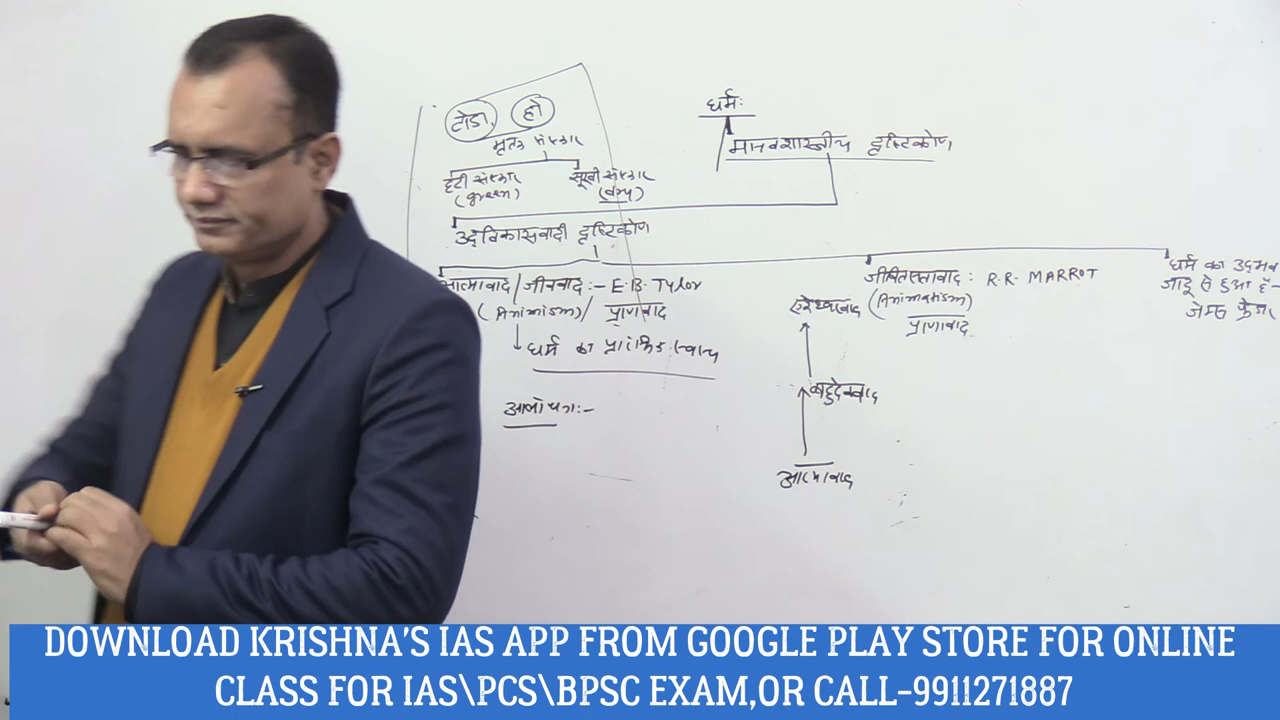 धर्म:
मानवशास्त्रीय दृष्टिकोण
टोडा, हो
मृतक संस्कार
हरी संस्कार
(Green)
सूखी संस्कार
उद्विकासवादी दृष्टिकोण
आत्मावाद / जीववाद :- E.B. Tylor
(Animism) / प्राणवाद
धर्म का प्रारंभिक स्वरूप
आलोचना:-
एकेश्वरवाद
बहुदेववाद
आत्मावाद
जीवितसत्तावाद : R.R. MARROT
(Animatism)
प्राणावाद
धर्म का उद्भव
जादू से हुआ है-
जेम्स फ्रेजर
DOWNLOAD KRISHNA'S IAS APP FROM GOOGLE PLAY STORE FOR ONLINE
CLASS FOR IAS\PCS\BPSC EXAM,OR CALL-9911271887